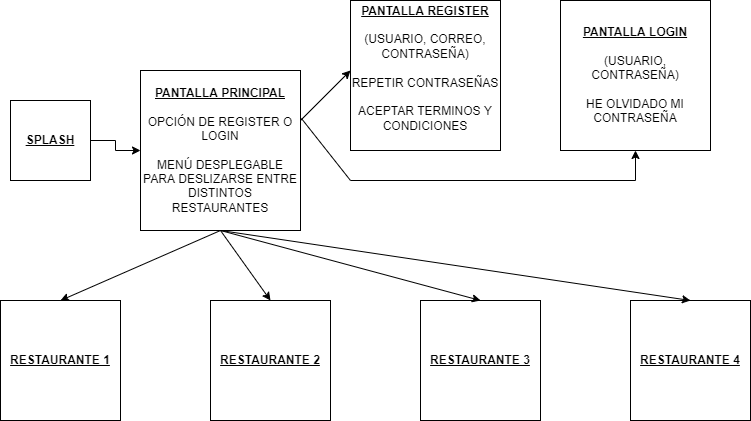 PANTALLA REGISTER
(USUARIO, CORREO,
CONTRASEÑA)
REPETIR CONTRASEÑAS
ACEPTAR TERMINOS Y
CONDICIONES
PANTALLA LOGIN
(USUARIO,
CONTRASEÑA)
HE OLVIDADO MI
CONTRASEÑA
PANTALLA PRINCIPAL
OPCIÓN DE REGISTER O
LOGIN
MENÚ DESPLEGABLE
PARA DESLIZARSE ENTRE
DISTINTOS
RESTAURANTES
SPLASH
RESTAURANTE 1
RESTAURANTE 2
RESTAURANTE 3
RESTAURANTE 4